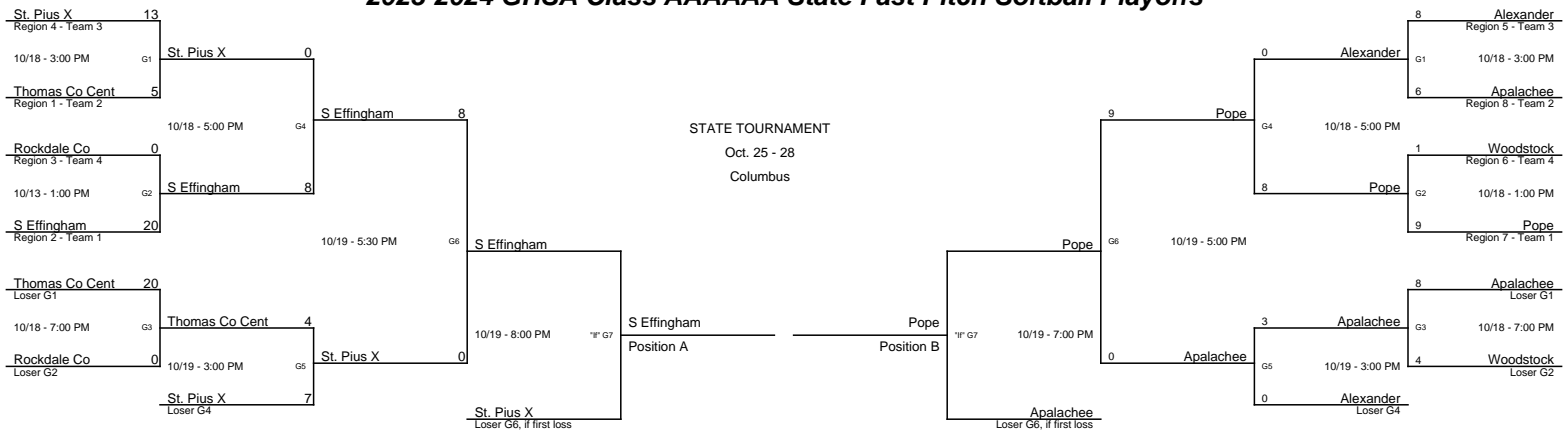 2023-2024 GHSA Class AAAAAA State Fast Pitch Softball Playoffs
St. Pius X 13
Region 4 - Team 3
10/18 - 3:00 PM G1
St. Pius X 0
Thomas Co Cent 5
Region 1 - Team 2
10/18 - 5:00 PM G4
S Effingham 8
Rockdale Co 0
Region 3 - Team 4
10/13 - 1:00 PM G2
S Effingham 8
S Effingham 20
Region 2 - Team 1
10/19 - 5:30 PM G6
S Effingham
Thomas Co Cent 20
Loser G1
10/18 - 7:00 PM G3
Thomas Co Cent 4
Rockdale Co 0
Loser G2
10/19 - 3:00 PM G5
St. Pius X 0
St. Pius X 7
Loser G4
10/19 - 8:00 PM "If" G7
S Effingham
Position A
St. Pius X
Loser G6, if first loss
STATE TOURNAMENT
Oct. 25 - 28
Columbus
8 Alexander
Region 5 - Team 3
0 Alexander
G1 10/18 - 3:00 PM
6 Apalachee
Region 8 - Team 2
9 Pope
G4 10/18 - 5:00 PM
1 Woodstock
Region 6 - Team 4
8 Pope
G2 10/18 - 1:00 PM
9 Pope
Region 7 - Team 1
Pope
G6 10/19 - 5:00 PM
8 Apalachee
Loser G1
3 Apalachee
G3 10/18 - 7:00 PM
4 Woodstock
Loser G2
0 Apalachee
G5 10/19 - 3:00 PM
0 Alexander
Loser G4
Pope
Position B
"If" G7 10/19 - 7:00 PM
Apalachee
Loser G6, if first loss